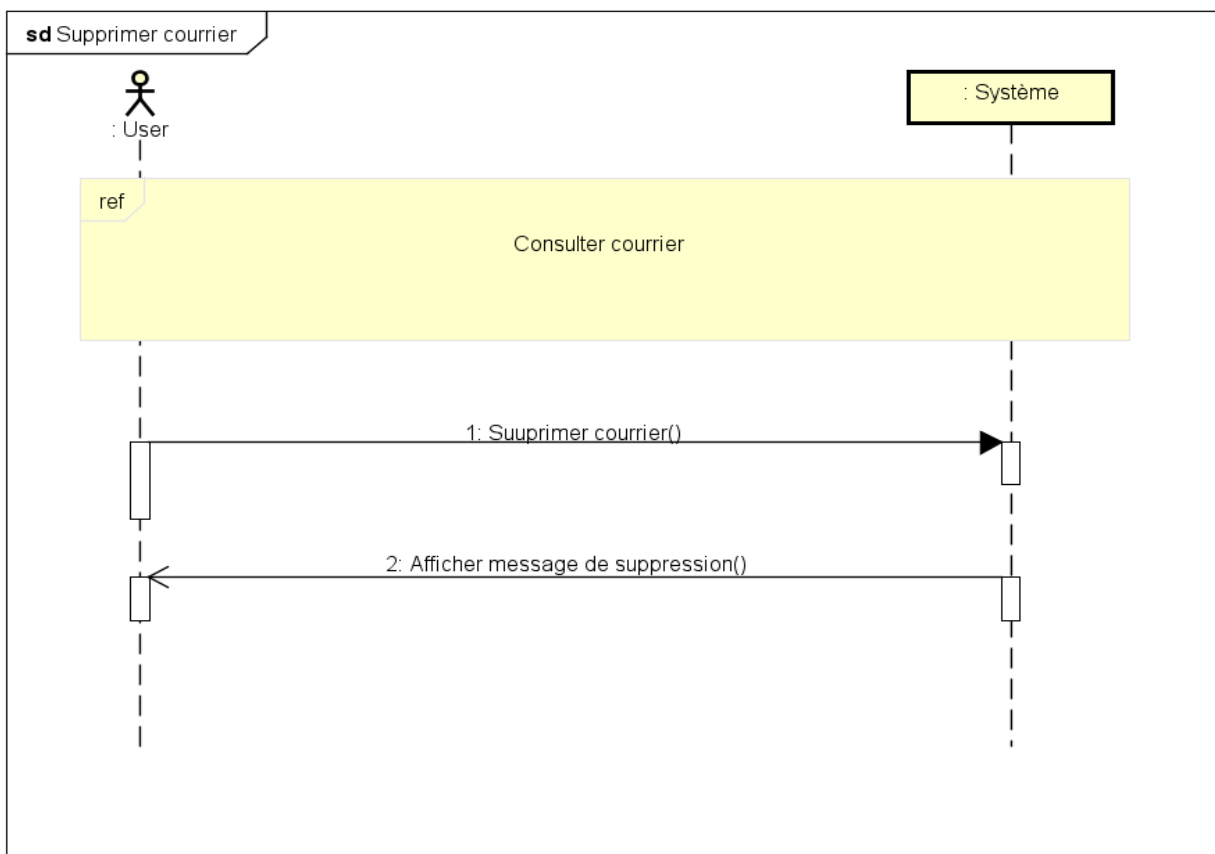 sd Supprimer courrier
: User
: Système
ref
Consulter courrier
1: Suuprimer courrier()
2: Afficher message de suppression()